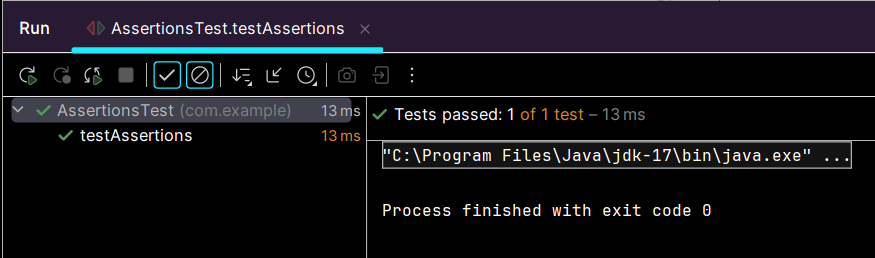 Run AssertionsTest.testAssertions
AssertionsTest (com.example) 13 ms
testAssertions 13 ms
Tests passed: 1 of 1 test – 13 ms
"C:\Program Files\Java\jdk-17\bin\java.exe" ...
Process finished with exit code 0